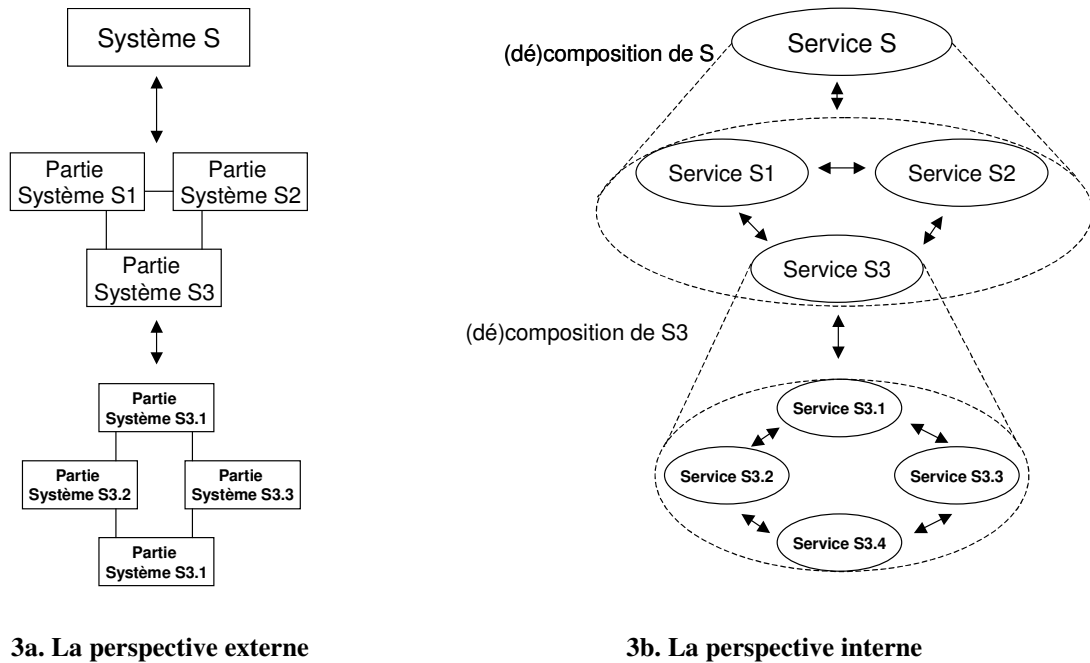 Système S
Partie
Système S1
Partie
Système S2
Partie
Système S3
Partie
Système S3.1
Partie
Système S3.2
Partie
Système S3.3
Partie
Système S3.1
3a. La perspective externe
(dé)composition de S
Service S
Service S1
Service S2
Service S3
(dé)composition de S3
Service S3.1
Service S3.2
Service S3.3
Service S3.4
3b. La perspective interne